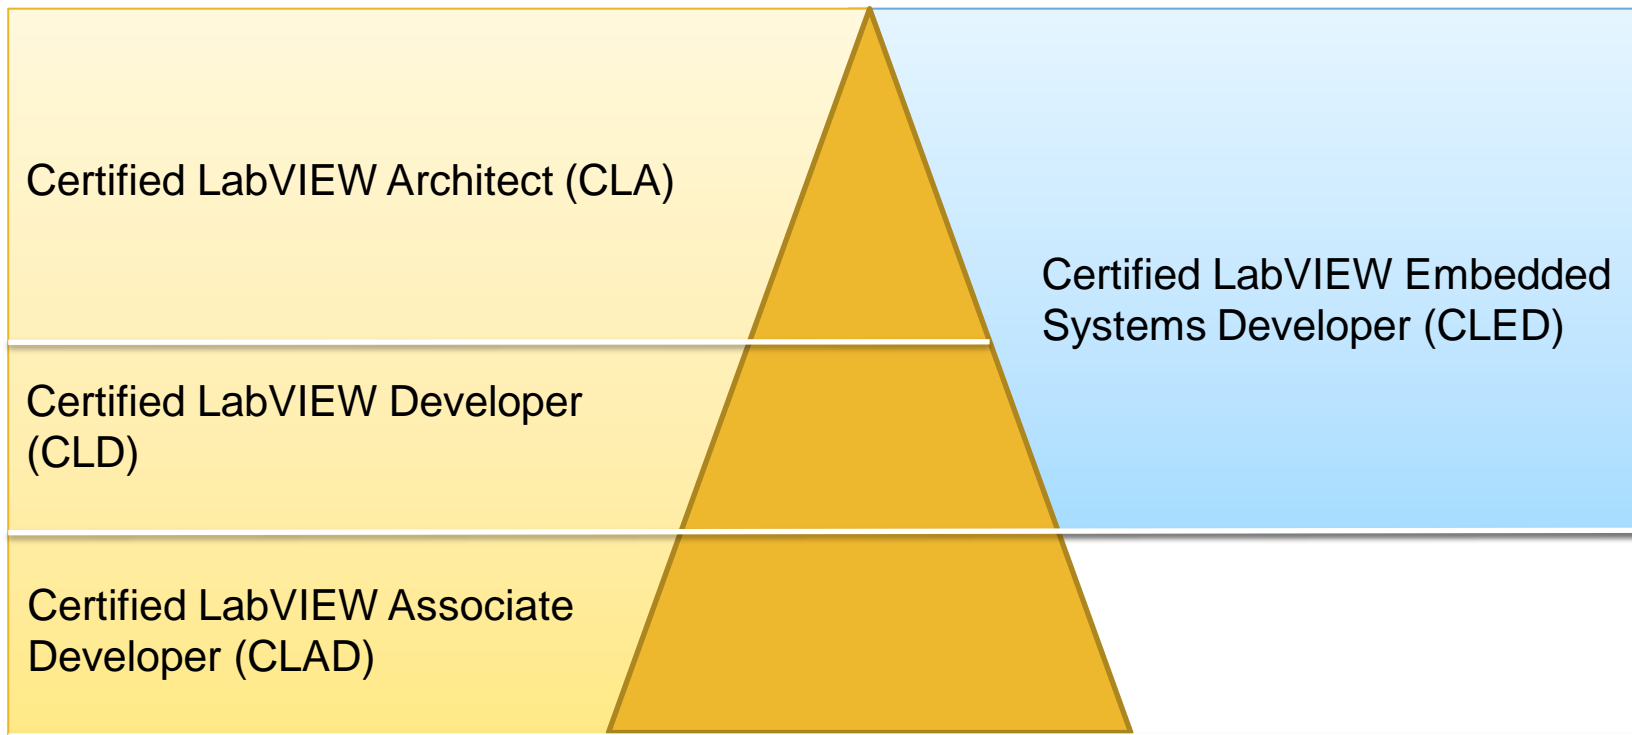 Certified LabVIEW Architect (CLA)
Certified LabVIEW Developer
(CLD)
Certified LabVIEW Associate
Developer (CLAD)
Certified LabVIEW Embedded
Systems Developer (CLED)